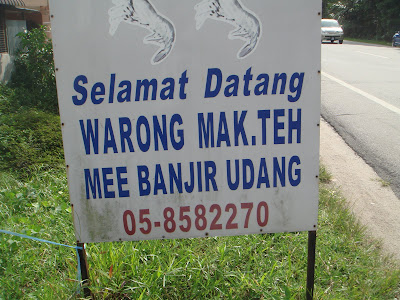 Selamat Datang
WARONG MAK.TEH
MEE BANJIR UDANG
05-8582270